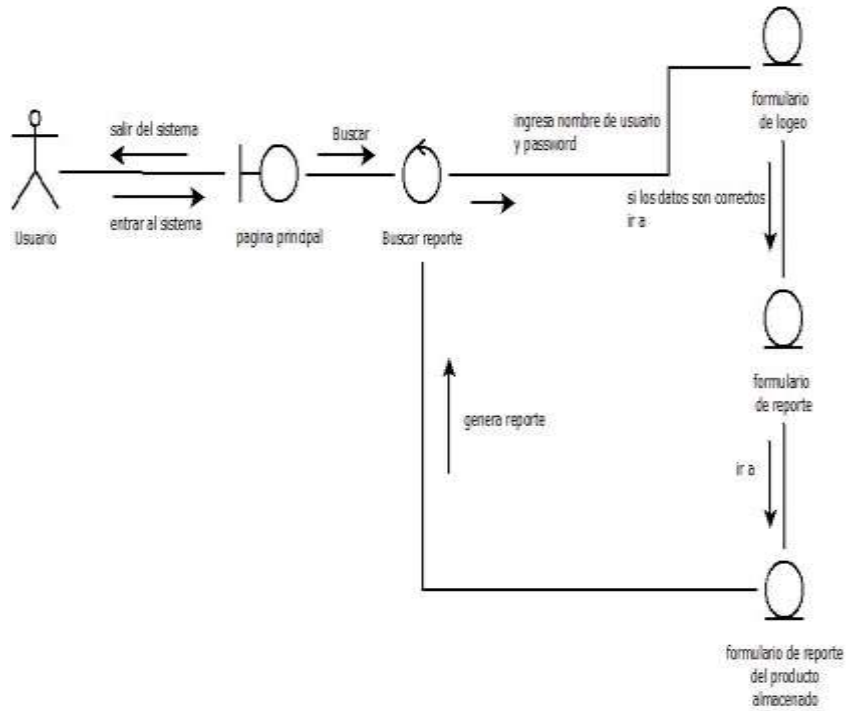 salir del sistema
entrar al sistema
Usuario
pagina principal
Buscar
Buscar reporte
ingresa nombre de usuario
y password
formulario
de logeo
si los datos son correctos
ir a
formulario
de reporte
ir a
genera reporte
formulario de reporte
del producto
almacenado